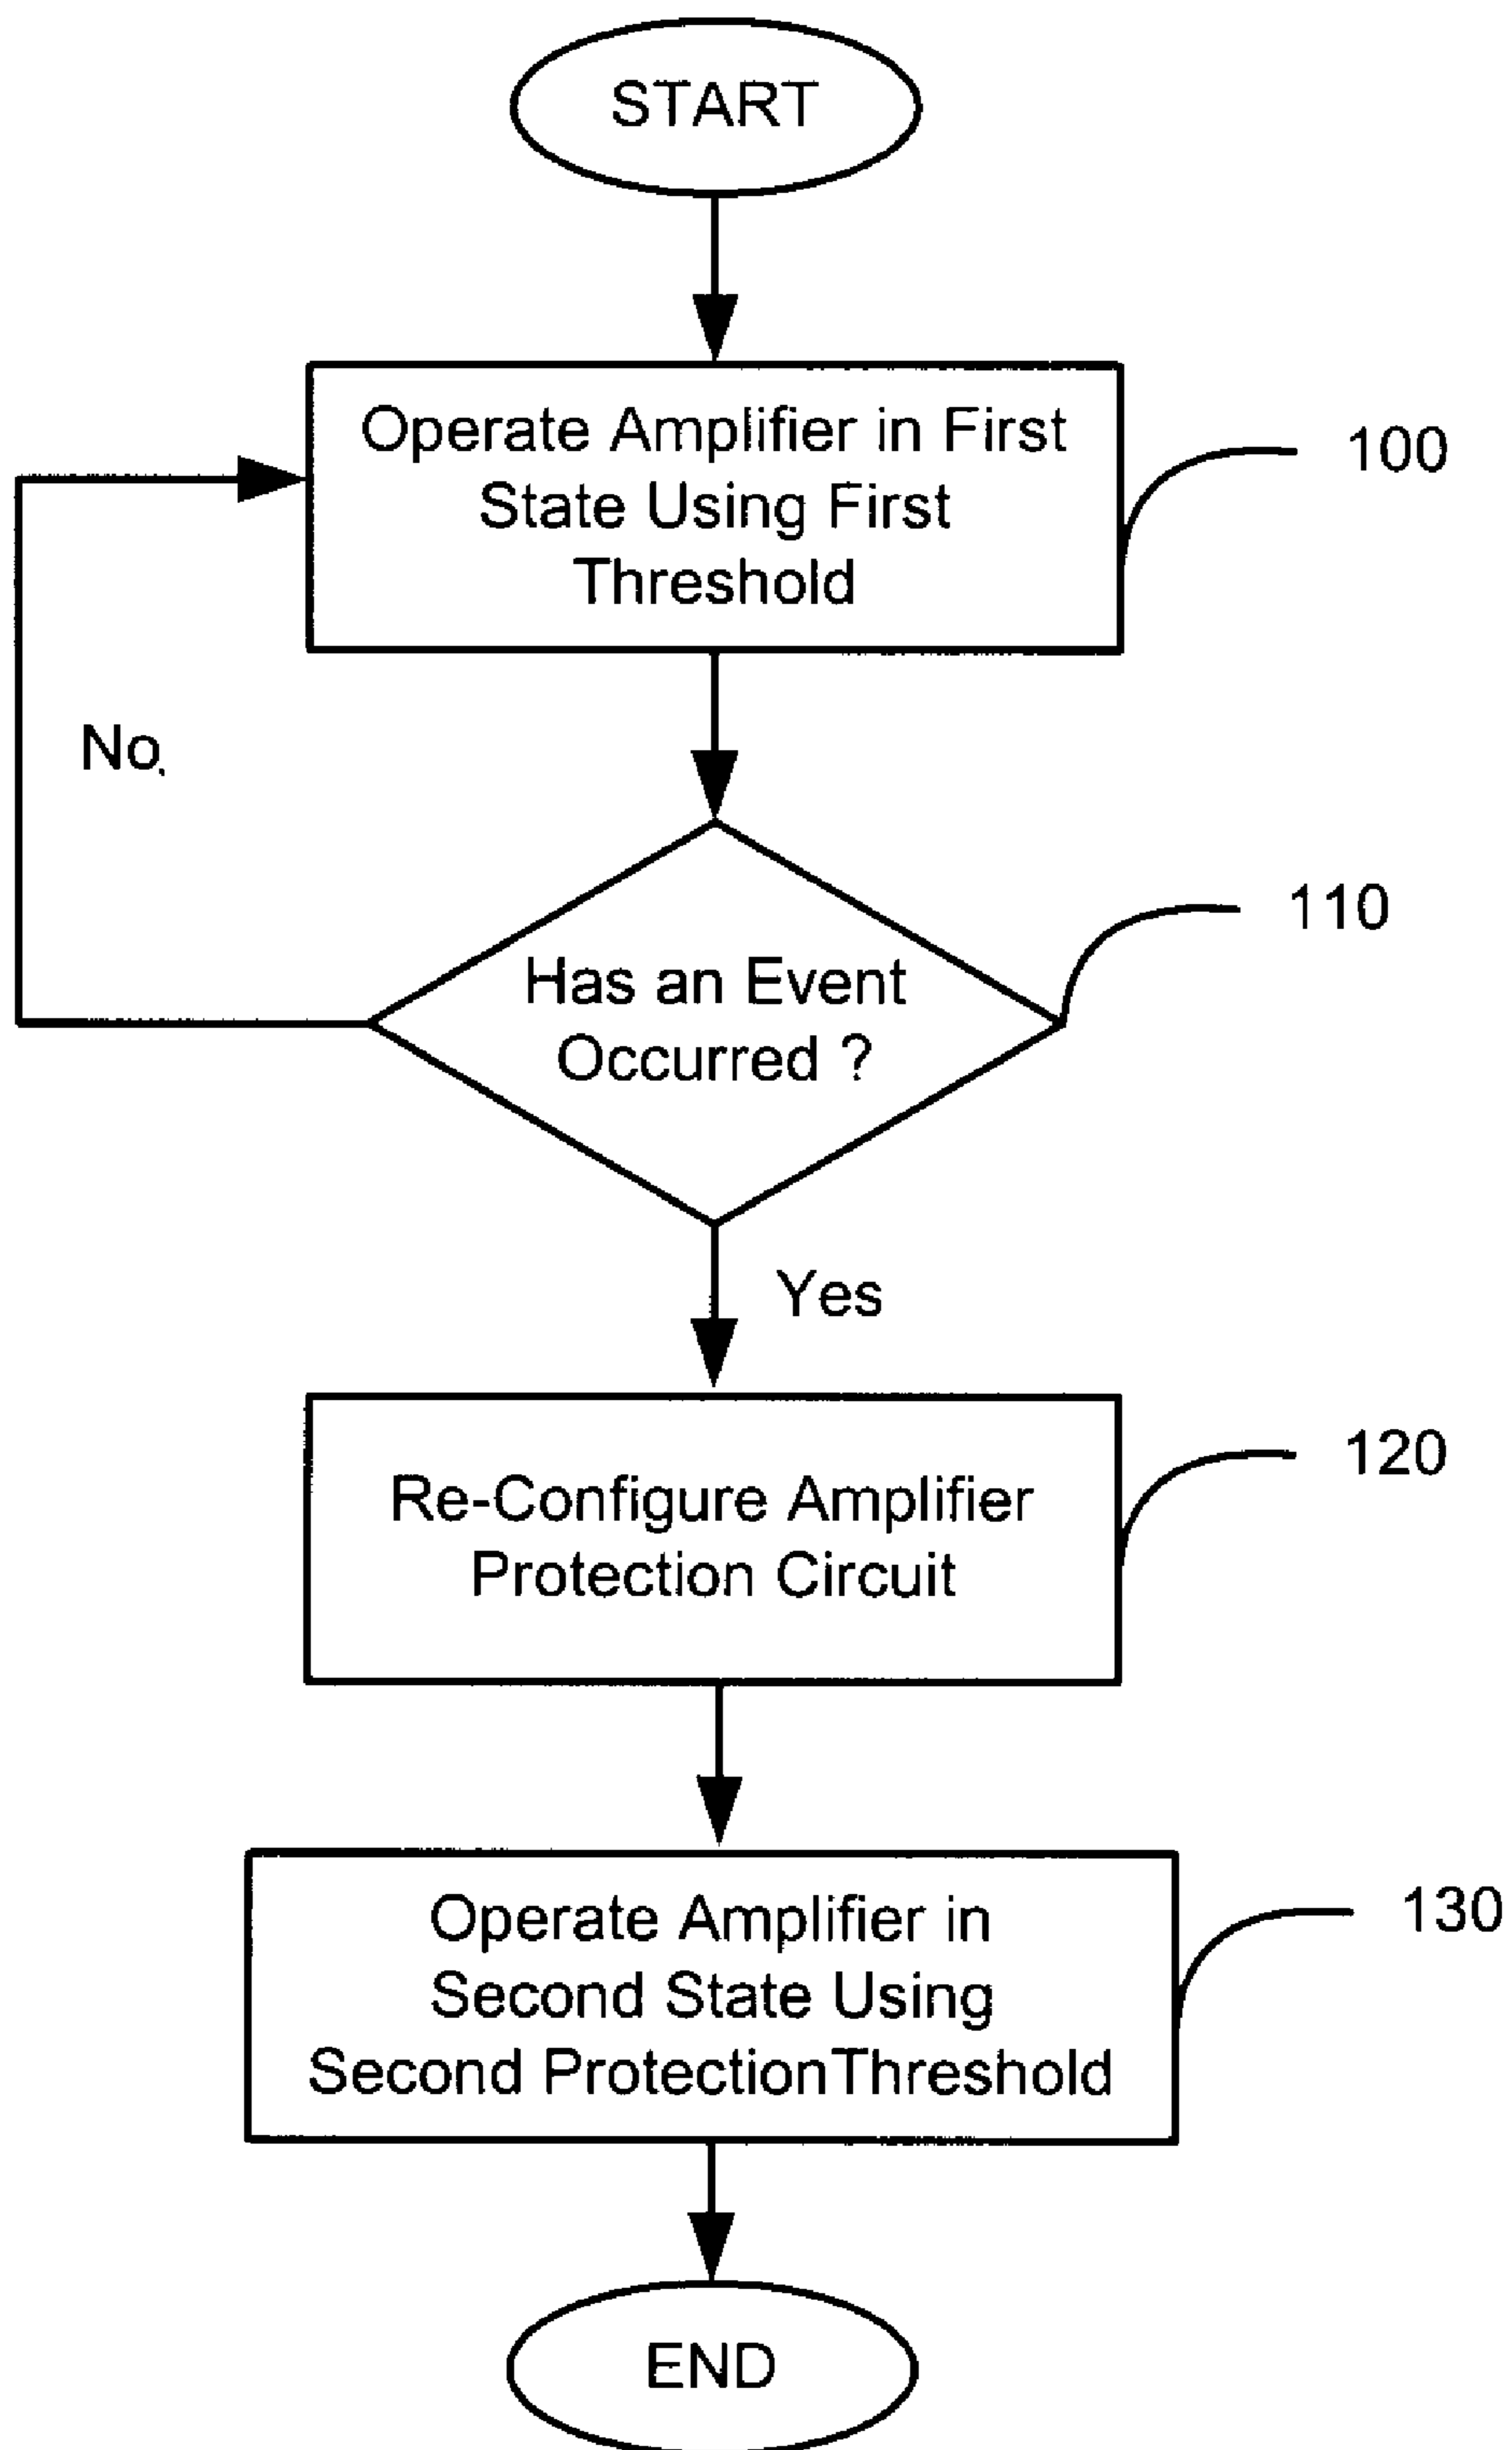 START
Operate Amplifier in First
State Using First
Threshold
100
No
110
Has an Event
Occurred ?
Yes
120
Re-Configure Amplifier
Protection Circuit
130
Operate Amplifier in
Second State Using
Second ProtectionThreshold
END